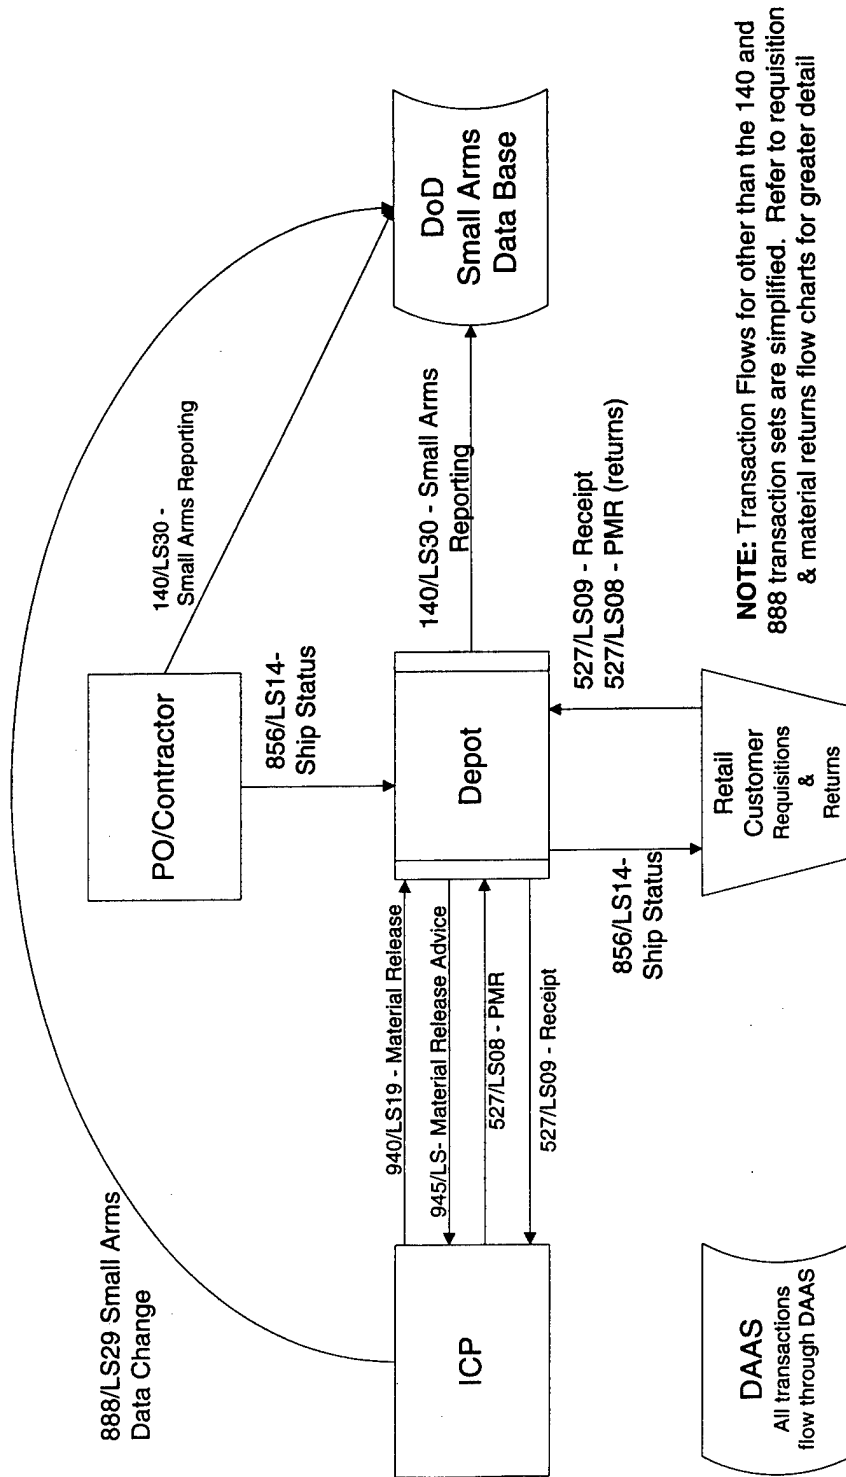 888/LS29 Small Arms
Data Change
140/LS30 -
Small Arms Reporting
PO/Contractor
856/LS14-
Ship Status
ICP
940/LS19 - Material Release
945/LS- Material Release Advice
527/LS08 - PMR
527/LS09 - Receipt
Depot
140/LS30 - Small Arms
Reporting
DoD
Small Arms
Data Base
856/LS14-
Ship Status
527/LS09 - Receipt
527/LS08 - PMR (returns)
DAAS
All transactions
flow through DAAS
Retail
Customer
Requisitions
&
Returns
NOTE: Transaction Flows for other than the 140 and
888 transaction sets are simplified. Refer to requisition
& material returns flow charts for greater detail